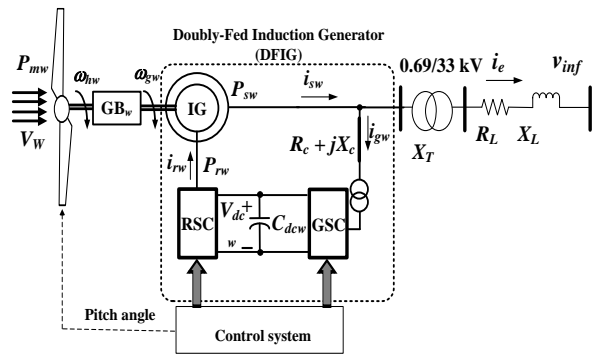 Doubly-Fed Induction Generator
(DFIG)
P_mw
ω_hw
ω_gw
P_sw
i_sw
0.69/33 kV
i_e
v_inf
GB_w
IG
V_W
i_rw
P_rw
R_c + jX_c
i_gw
X_T
R_L
X_L
RSC
V_dc
+
w
–
C_dcw
GSC
Pitch angle
Control system